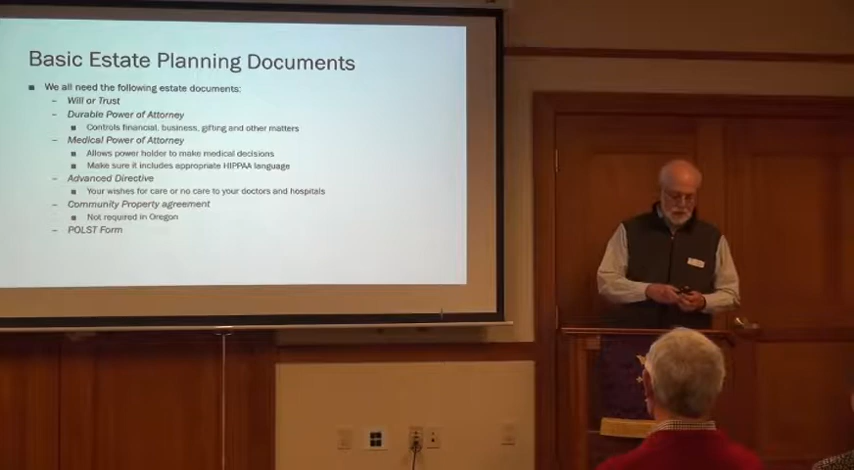 Basic Estate Planning Documents
We all need the following estate documents:
– Will or Trust
– Durable Power of Attorney
Controls financial, business, gifting and other matters
– Medical Power of Attorney
Allows power holder to make medical decisions
Make sure it includes appropriate HIPPAA language
– Advanced Directive
Your wishes for care or no care to your doctors and hospitals
– Community Property agreement
Not required in Oregon
– POLST Form